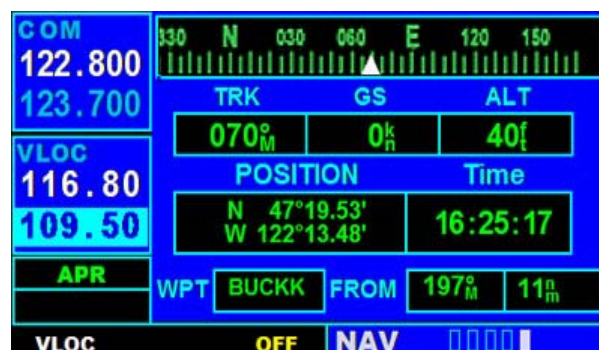 COM
122.800
123.700
VLOC
116.80
109.50
APR
330 N 030 060 E 120 150
TRK GS ALT
070°M 0kn 40ft
POSITION Time
N 47°19.53'
W 122°13.48'
16:25:17
WPT BUCKK FROM 197°M 11nm
VLOC OFF NAV